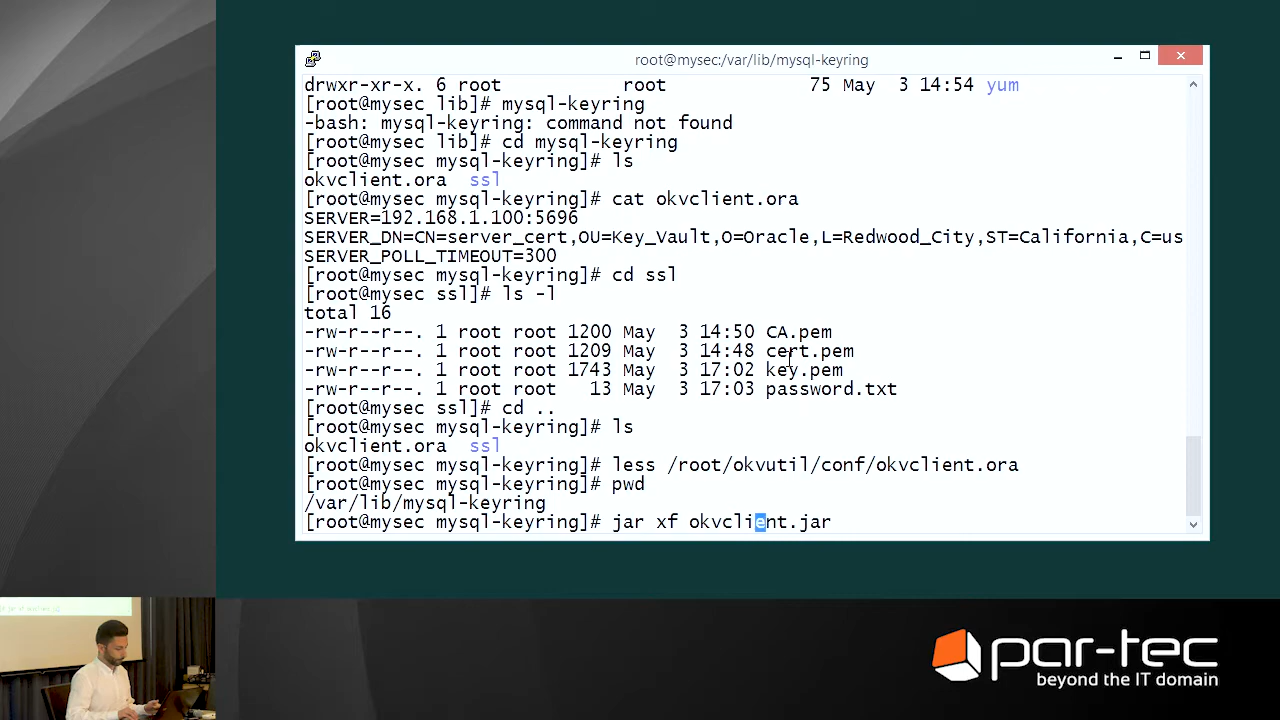 root@mysec:/var/lib/mysql-keyring
drwxr-xr-x. 6 root           root             75 May  3 14:54 yum
[root@mysec lib]# mysql-keyring
-bash: mysql-keyring: command not found
[root@mysec lib]# cd mysql-keyring
[root@mysec mysql-keyring]# ls
okvclient.ora  ssl
[root@mysec mysql-keyring]# cat okvclient.ora
SERVER=192.168.1.100:5696
SERVER_DN=CN=server_cert,OU=Key_Vault,O=Oracle,L=Redwood_City,ST=California,C=us
SERVER_POLL_TIMEOUT=300
[root@mysec mysql-keyring]# cd ssl
[root@mysec ssl]# ls -l
total 16
-rw-r--r--. 1 root root 1200 May  3 14:50 CA.pem
-rw-r--r--. 1 root root 1209 May  3 14:48 cert.pem
-rw-r--r--. 1 root root 1743 May  3 17:02 key.pem
-rw-r--r--. 1 root root   13 May  3 17:03 password.txt
[root@mysec ssl]# cd ..
[root@mysec mysql-keyring]# ls
okvclient.ora  ssl
[root@mysec mysql-keyring]# less /root/okvutil/conf/okvclient.ora
[root@mysec mysql-keyring]# pwd
/var/lib/mysql-keyring
[root@mysec mysql-keyring]# jar xf okvclient.jar
par-tec
beyond the IT domain